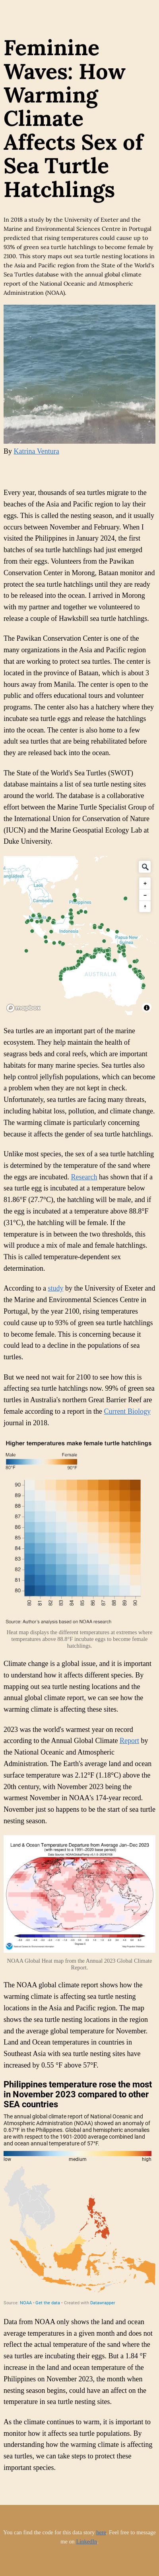 Feminine
Waves: How
Warming
Climate
Affects Sex of
Sea Turtle
Hatchlings
In 2018 a study by the University of Exeter and the
Marine and Environmental Sciences Centre in Portugal
predicted that rising temperatures could cause up to
93% of green sea turtle hatchlings to become female by
2100. This story maps out sea turtle nesting locations in
the Asia and Pacific region from the State of the World's
Sea Turtles database with the annual global climate
report of the National Oceanic and Atmospheric
Administration (NOAA).
By Katrina Ventura
Every year, thousands of sea turtles migrate to the
beaches of the Asia and Pacific region to lay their
eggs. This is called the nesting season, and it usually
occurs between November and February. When I
visited the Philippines in January 2024, the first
batches of sea turtle hatchlings had just emerged
from their eggs. Volunteers from the Pawikan
Conservation Center in Morong, Bataan monitor and
protect the sea turtle hatchlings until they are ready
to be released into the ocean. I arrived in Morong
the same day and together we volunteered to
release a couple of Hawksbill sea turtle hatchlings.
The Pawikan Conservation Center is one of the
many organizations in the Asia and Pacific region
that are working to protect sea turtles. The center is
located in the province of Bataan, which is about 3
hours away from Manila. The center is open to the
public and offers educational tours and volunteer
programs. The center also has a hatchery where they
incubate sea turtle eggs and release the hatchlings
into the ocean. The center is also home to a few
adult sea turtles that are being rehabilitated before
they are released back into the ocean.
The State of the World's Sea Turtles (SWOT)
database maintains a list of sea turtle nesting sites
around the world. The database is a collaboration
between the Marine Turtle Specialist Group of
the International Union for Conservation of Nature
(IUCN) and the Marine Geospatial Ecology Lab at
Duke University.
Laos
Cambodia
Philippines
Indonesia
Papua New
Guinea
AUSTRALIA
mapbox
Sea turtles are an important part of the marine
ecosystem. They help maintain the health of
seagrass beds and coral reefs, which are important
habitats for many marine species. Sea turtles also
help control jellyfish populations, which can become
a problem when they are not kept in check.
Unfortunately, sea turtles are facing many threats,
including habitat loss, pollution, and climate change.
The warming climate is particularly concerning
because it affects the gender of sea turtle hatchlings.
Unlike most species, the sex of a sea turtle hatchling
is determined by the temperature of the sand where
the eggs are incubated. Research has shown that if a
sea turtle egg is incubated at a temperature below
81.86°F (27.7°C), the hatchling will be male, and if
the egg is incubated at a temperature above 88.8°F
(31°C), the hatchling will be female. If the
temperature is in between the two thresholds, this
will produce a mix of male and female hatchlings.
This is called temperature-dependent sex
determination.
According to a study by the University of Exeter and
the Marine and Environmental Sciences Centre in
Portugal, by the year 2100, rising temperatures
could cause up to 93% of green sea turtle hatchlings
to become female. This is concerning because it
could lead to a decline in the populations of sea
turtles.
But we need not wait for 2100 to see how this is
affecting sea turtle hatchlings now. 99% of green sea
turtles in Australia's northern Great Barrier Reef are
female according to a report in the Current Biology
journal in 2018.
Higher temperatures make female turtle hatchlings
Male Female
80°F 90°F
90
89
88
87
86
85
84
83
82
81
80
80 81 82 83 84 85 86 87 88 89 90
Source: Author's analysis based on NOAA research
Heat map displays the different temperatures at extremes where
temperatures above 88.8°F incubate eggs to become female
hatchlings.
Climate change is a global issue, and it is important
to understand how it affects different species. By
mapping out sea turtle nesting locations and the
annual global climate report, we can see how the
warming climate is affecting sea turtles.
2023 was the world's warmest year on record
according to the Annual Global Climate Report by
the National Oceanic and Atmospheric
Administration. The Earth's average land and ocean
surface temperature was 2.12°F (1.18°C) above the
20th century, with November 2023 being the
warmest November in NOAA's 174-year record.
November just so happens to be the start of sea turtle
nesting season.
Land & Ocean Temperature Departure from Average Jan–Dec 2023
(with respect to a 1991–2020 base period)
NOAA Global Heat map from the Annual 2023 Global Climate
Report.
The NOAA global climate report shows how the
warming climate is affecting sea turtle nesting
locations in the Asia and Pacific region. The map
shows the sea turtle nesting locations in the region
and the average global temperature for November.
Land and Ocean temperatures in countries in
Southeast Asia with sea turtle nesting sites have
increased by 0.55 °F above 57°F.
Philippines temperature rose the most
in November 2023 compared to other
SEA countries
The annual global climate report of National Oceanic and
Atmospheric Administration (NOAA) showed an anomaly of
0.67°F in the Philippines. Global and hemispheric anomalies
are with respect to the 1901-2000 average combined land
and ocean annual temperature of 57°F.
low medium high
Source: NOAA • Get the data • Created with Datawrapper
Data from NOAA only shows the land and ocean
average temperatures in a given month and does not
reflect the actual temperature of the sand where the
sea turtles are incubating their eggs. But a 1.84 °F
increase in the land and ocean temperature of the
Philippines on November 2023, the month when
nesting season begins, could have an affect on the
temperature in sea turtle nesting sites.
As the climate continues to warm, it is important to
monitor how it affects sea turtle populations. By
understanding how the warming climate is affecting
sea turtles, we can take steps to protect these
important species.
You can find the code for this data story here. Feel free to message
me on LinkedIn.